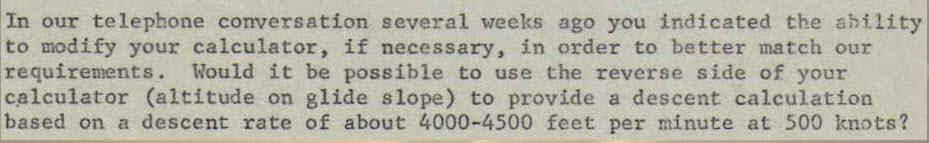 In our telephone conversation several weeks ago you indicated the ability
to modify your calculator, if necessary, in order to better match our
requirements.  Would it be possible to use the reverse side of your
calculator (altitude on glide slope) to provide a descent calculation
based on a descent rate of about 4000-4500 feet per minute at 500 knots?